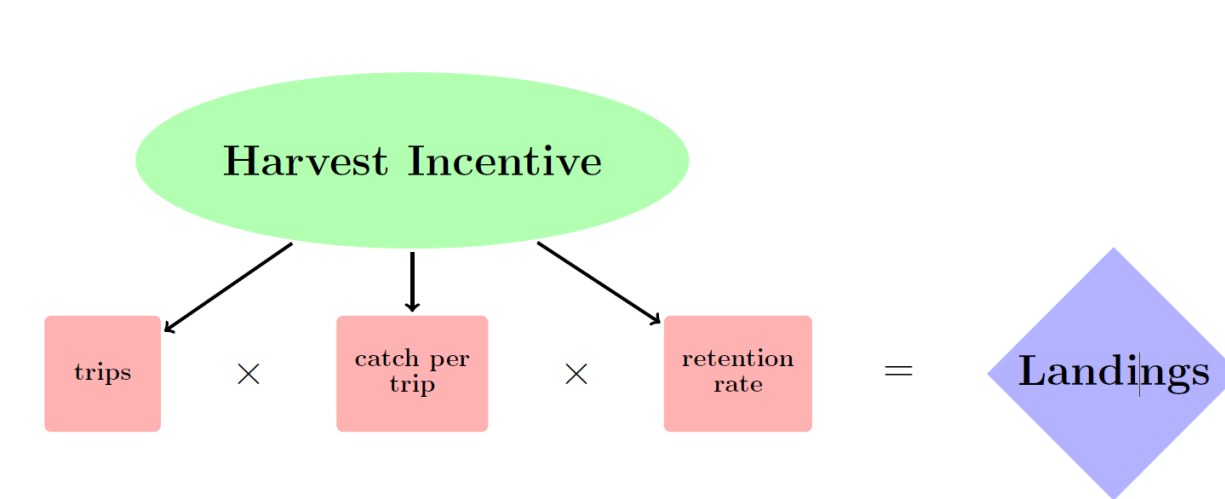 Harvest Incentive
trips
×
catch per
trip
×
retention
rate
=
Landings